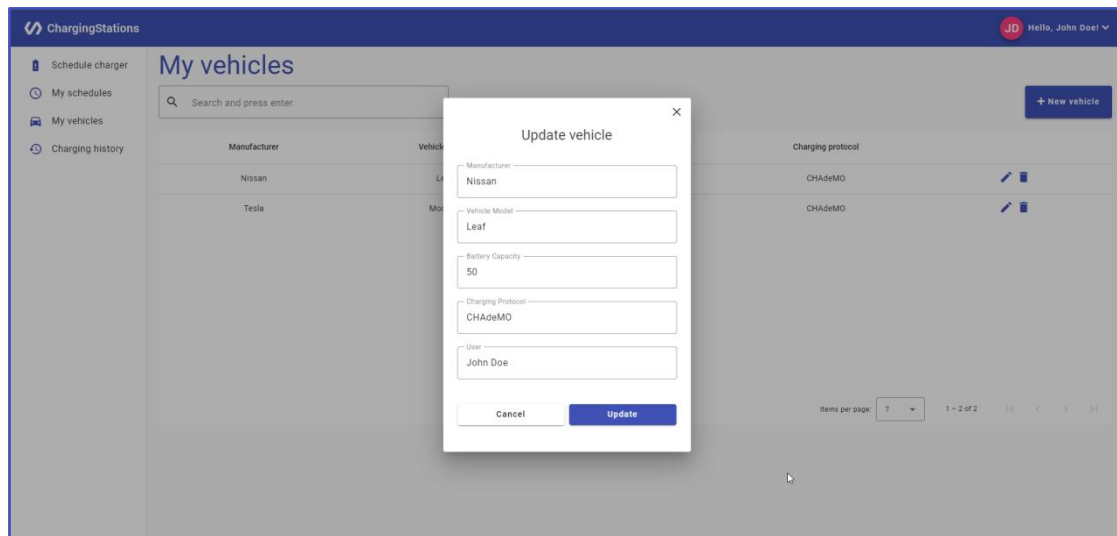 ChargingStations
JD Hello, John Doe!
Schedule charger
My schedules
My vehicles
Charging history
My vehicles
Search and press enter
+ New vehicle
Manufacturer Charging protocol
Nissan CHAdeMO
Tesla CHAdeMO
Items per page: 7 1 – 2 of 2
Update vehicle
Manufacturer
Nissan
Vehicle Model
Leaf
Battery Capacity
50
Charging Protocol
CHAdeMO
User
John Doe
Cancel Update